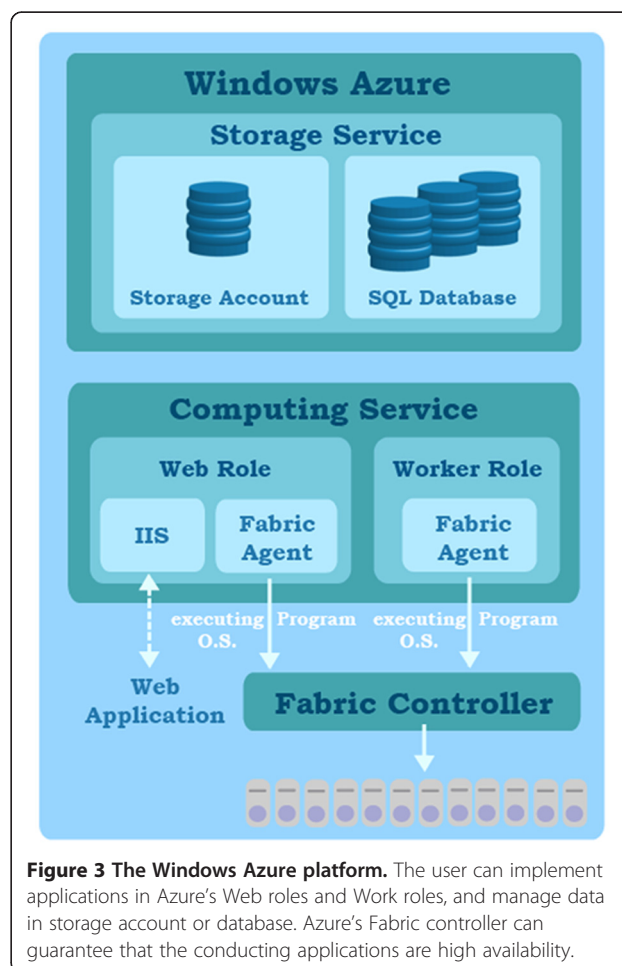 Windows Azure
Storage Service
Storage Account
SQL Database
Computing Service
Web Role
Worker Role
IIS
Fabric
Agent
Fabric
Agent
executing Program
O.S.
executing Program
O.S.
Web
Application
Fabric Controller
Figure 3 The Windows Azure platform. The user can implement
applications in Azure's Web roles and Work roles, and manage data
in storage account or database. Azure's Fabric controller can
guarantee that the conducting applications are high availability.